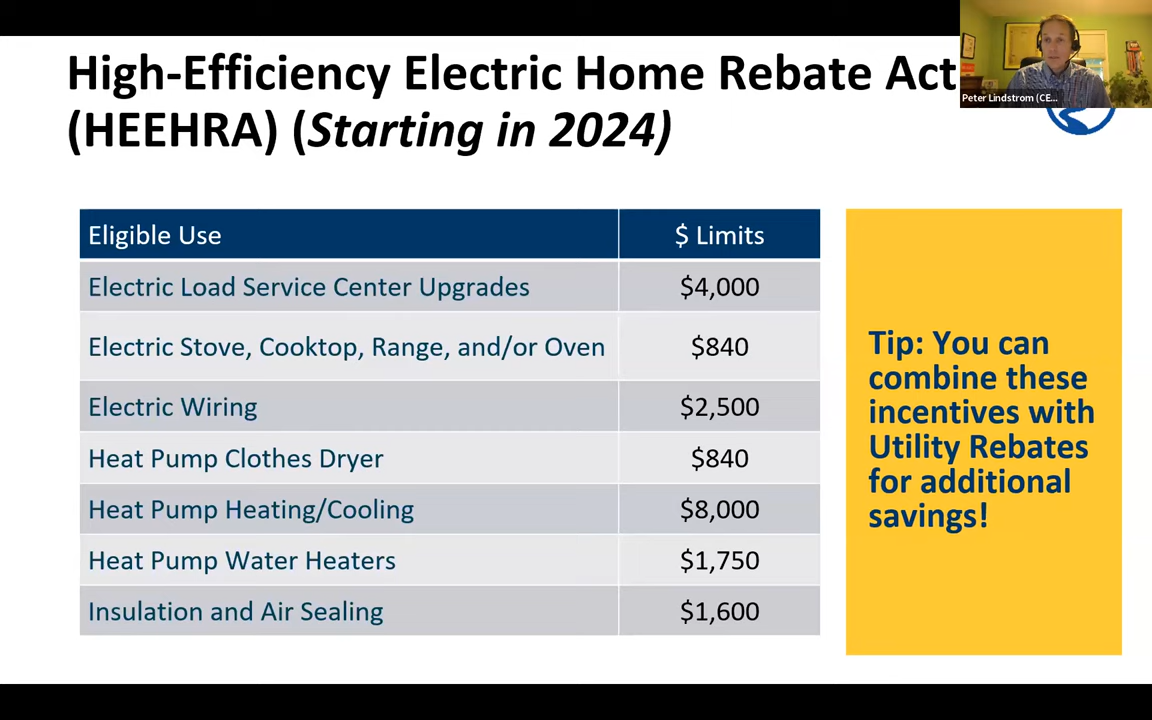 High-Efficiency Electric Home Rebate Act
(HEEHRA) (Starting in 2024)
Peter Lindstrom (CE...
Eligible Use $ Limits
Electric Load Service Center Upgrades $4,000
Electric Stove, Cooktop, Range, and/or Oven $840
Electric Wiring $2,500
Heat Pump Clothes Dryer $840
Heat Pump Heating/Cooling $8,000
Heat Pump Water Heaters $1,750
Insulation and Air Sealing $1,600
Tip: You can
combine these
incentives with
Utility Rebates
for additional
savings!